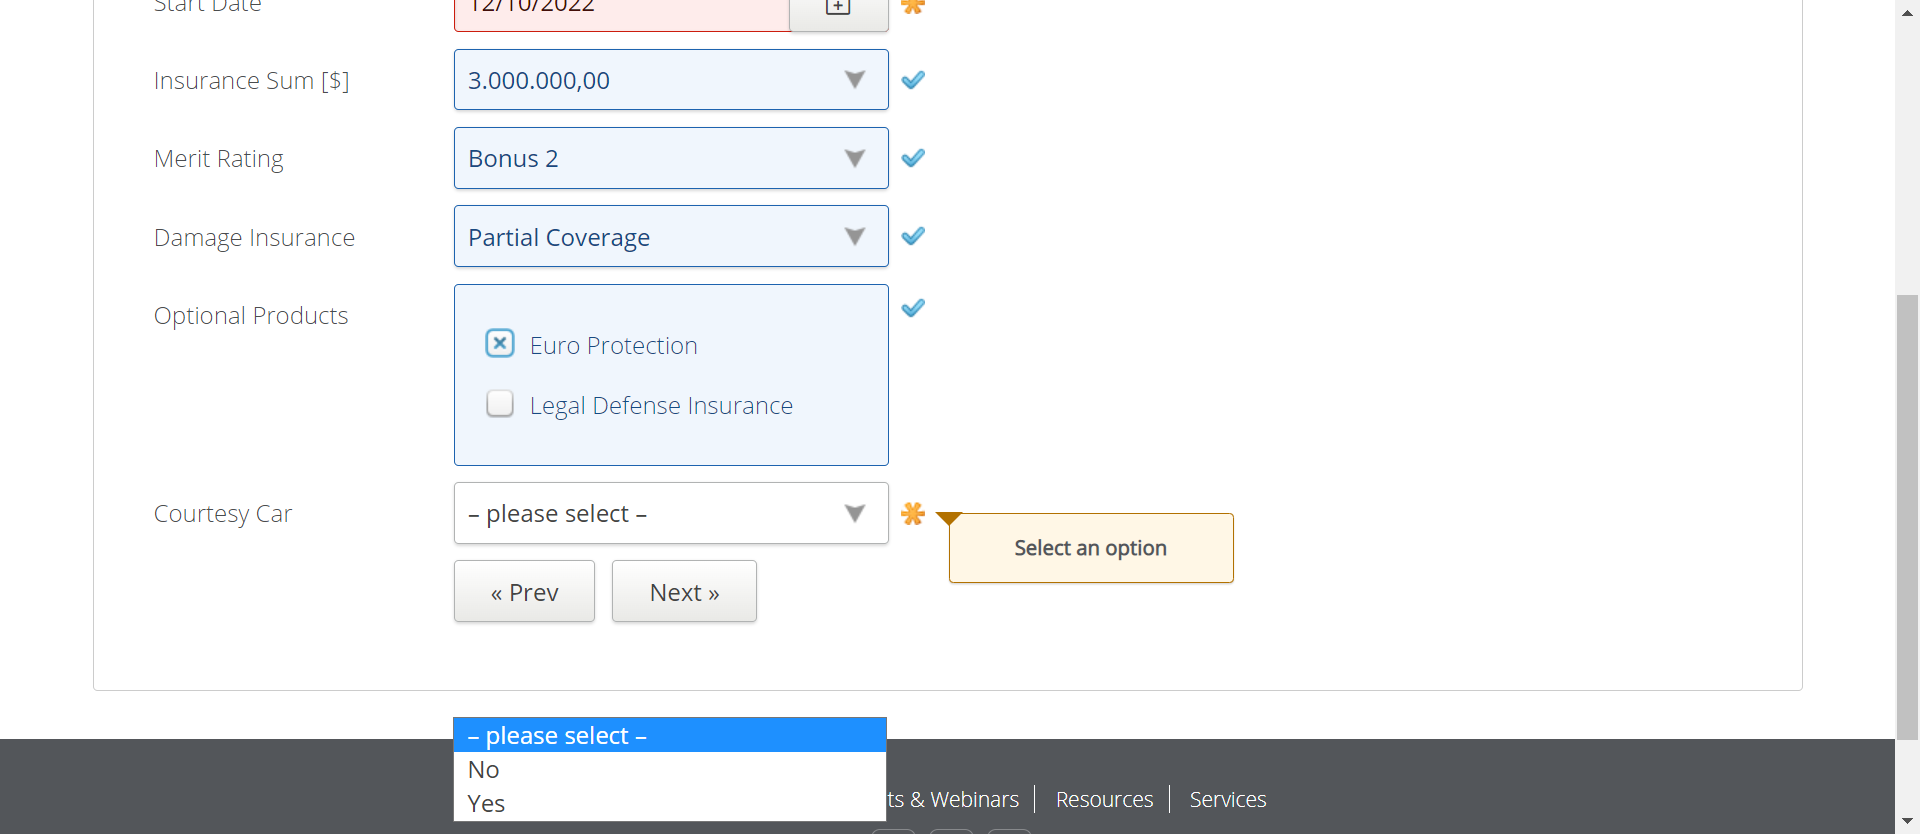 Start Date
12/10/2022
Insurance Sum [$]
3.000.000,00
Merit Rating
Bonus 2
Damage Insurance
Partial Coverage
Optional Products
Euro Protection
Legal Defense Insurance
Courtesy Car
– please select –
Select an option
« Prev
Next »
– please select –
No
Yes
ts & Webinars
Resources
Services